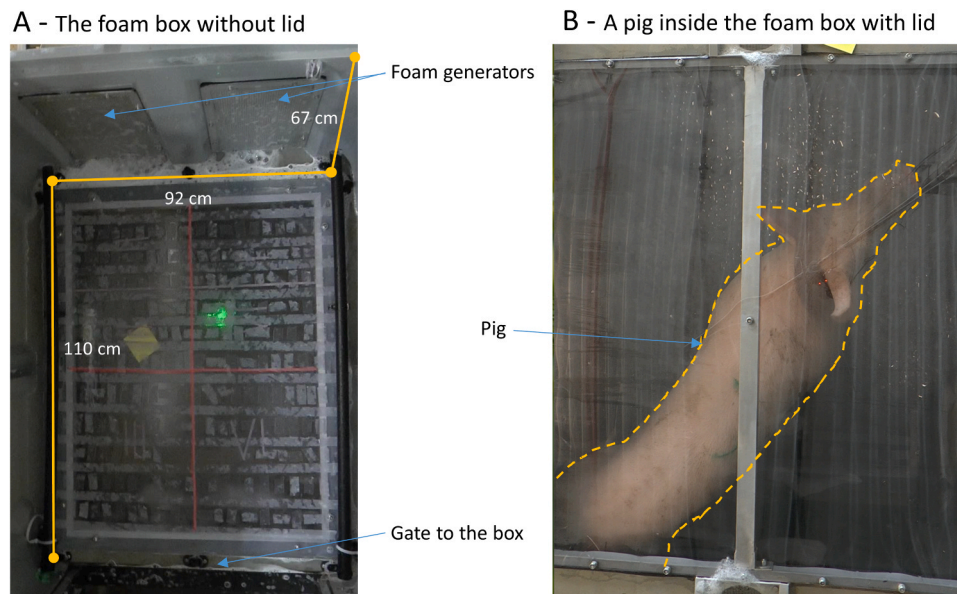 A - The foam box without lid
B - A pig inside the foam box with lid
Foam generators
67 cm
92 cm
110 cm
Pig
Gate to the box